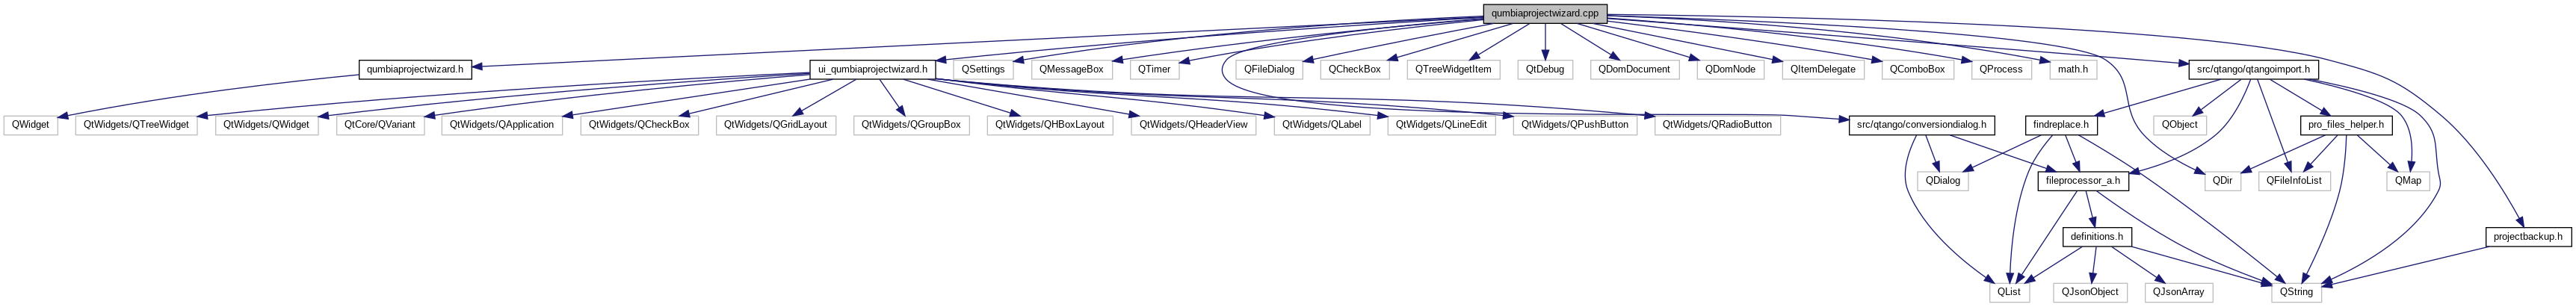 qumbiaprojectwizard.cpp
qumbiaprojectwizard.h
ui_qumbiaprojectwizard.h
QSettings
QMessageBox
QTimer
QFileDialog
QCheckBox
QTreeWidgetItem
QtDebug
QDomDocument
QDomNode
QItemDelegate
QComboBox
QProcess
math.h
src/qtango/qtangoimport.h
QWidget
QtWidgets/QTreeWidget
QtWidgets/QWidget
QtCore/QVariant
QtWidgets/QApplication
QtWidgets/QCheckBox
QtWidgets/QGridLayout
QtWidgets/QGroupBox
QtWidgets/QHBoxLayout
QtWidgets/QHeaderView
QtWidgets/QLabel
QtWidgets/QLineEdit
QtWidgets/QPushButton
QtWidgets/QRadioButton
src/qtango/conversiondialog.h
findreplace.h
QObject
pro_files_helper.h
QDialog
fileprocessor_a.h
QDir
QFileInfoList
QMap
definitions.h
projectbackup.h
QList
QJsonObject
QJsonArray
QString